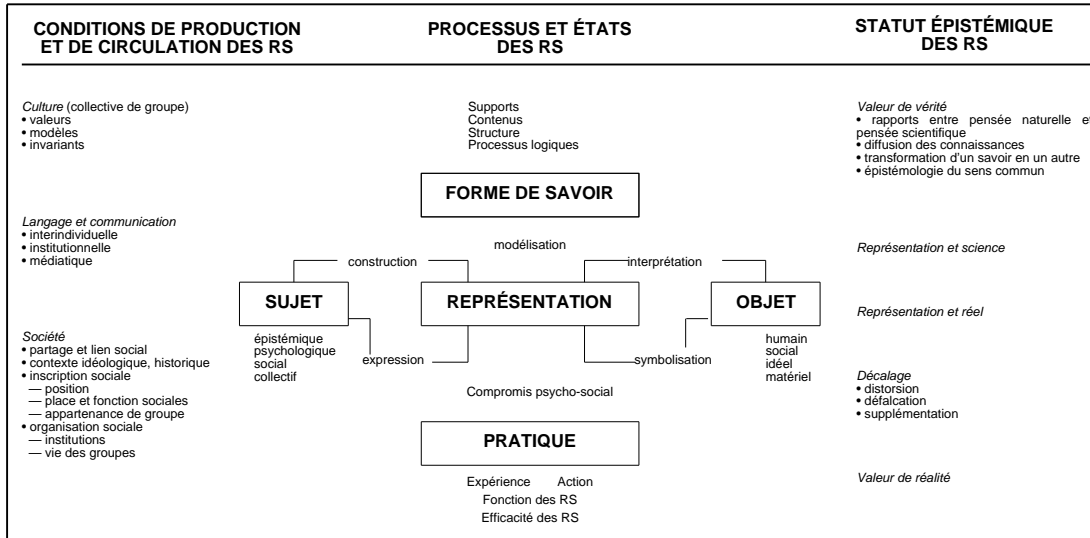 CONDITIONS DE PRODUCTION
ET DE CIRCULATION DES RS
PROCESSUS ET ÉTATS
DES RS
STATUT ÉPISTÉMIQUE
DES RS
Culture (collective de groupe)
• valeurs
• modèles
• invariants
Langage et communication
• interindividuelle
• institutionnelle
• médiatique
Société
• partage et lien social
• contexte idéologique, historique
• inscription sociale
— position
— place et fonction sociales
— appartenance de groupe
• organisation sociale
— institutions
— vie des groupes
Supports
Contenus
Structure
Processus logiques
FORME DE SAVOIR
modélisation
construction
interprétation
SUJET
REPRÉSENTATION
OBJET
épistémique
psychologique
social
collectif
expression
symbolisation
humain
social
idéel
matériel
Compromis psycho-social
PRATIQUE
Expérience Action
Fonction des RS
Efficacité des RS
Valeur de vérité
• rapports entre pensée naturelle et
pensée scientifique
• diffusion des connaissances
• transformation d'un savoir en un autre
• épistémologie du sens commun
Représentation et science
Représentation et réel
Décalage
• distorsion
• défalcation
• supplémentation
Valeur de réalité